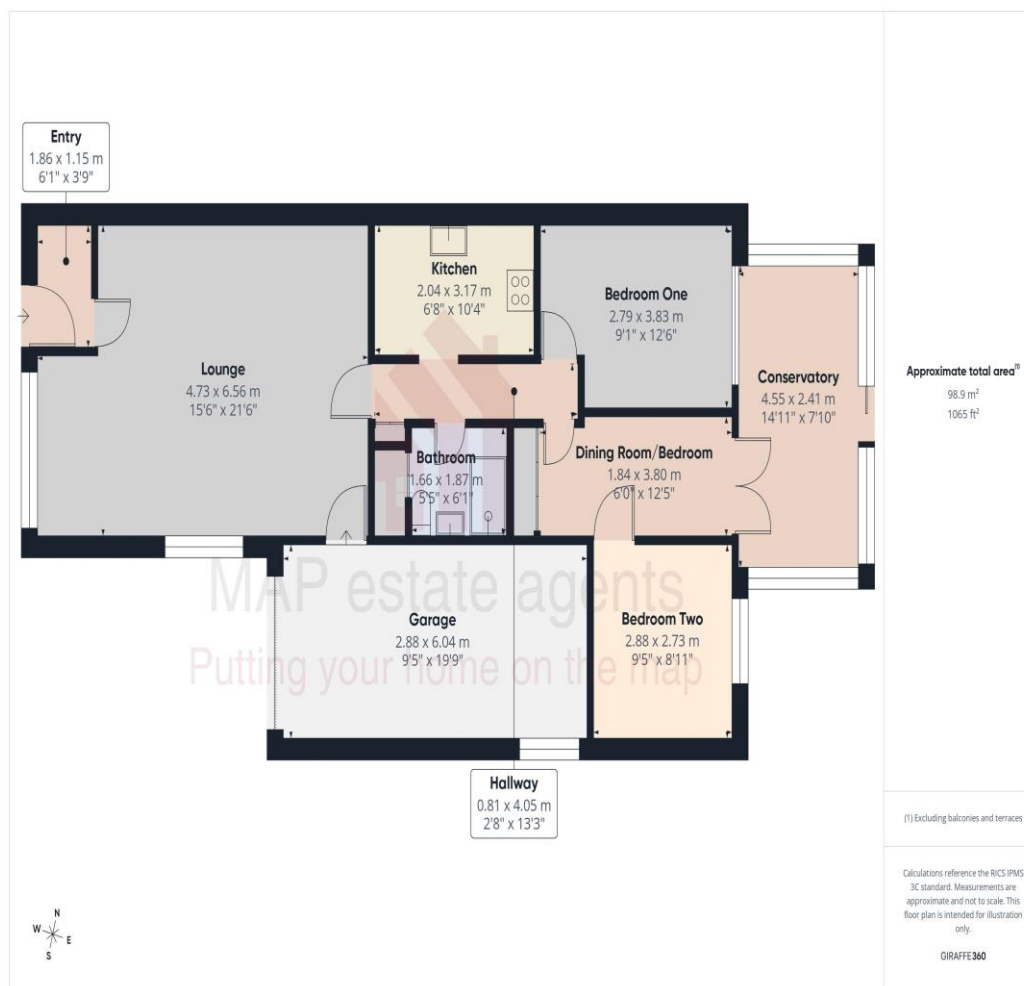 Entry
1.86 x 1.15 m
6'1" x 3'9"
Kitchen
2.04 x 3.17 m
6'8" x 10'4"
Bedroom One
2.79 x 3.83 m
9'1" x 12'6"
Lounge
4.73 x 6.56 m
15'6" x 21'6"
Conservatory
4.55 x 2.41 m
14'11" x 7'10"
Approximate total area(1)
98.9 m²
1065 ft²
Bathroom
1.66 x 1.87 m
5'5" x 6'1"
Dining Room/Bedroom
1.84 x 3.80 m
6'0" x 12'5"
MAP estate agents
Putting your home on the map
Garage
2.88 x 6.04 m
9'5" x 19'9"
Bedroom Two
2.88 x 2.73 m
9'5" x 8'11"
Hallway
0.81 x 4.05 m
2'8" x 13'3"
(1) Excluding balconies and terraces
Calculations reference the RICS IPMS
3C standard. Measurements are
approximate and not to scale. This
floor plan is intended for illustration
only.
GIRAFFE360
N
W
E
S